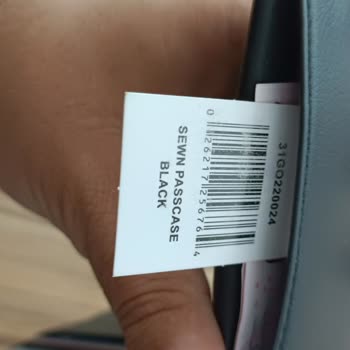 31GO220024
0 26217 25676 4
SEWN PASSCASE
BLACK